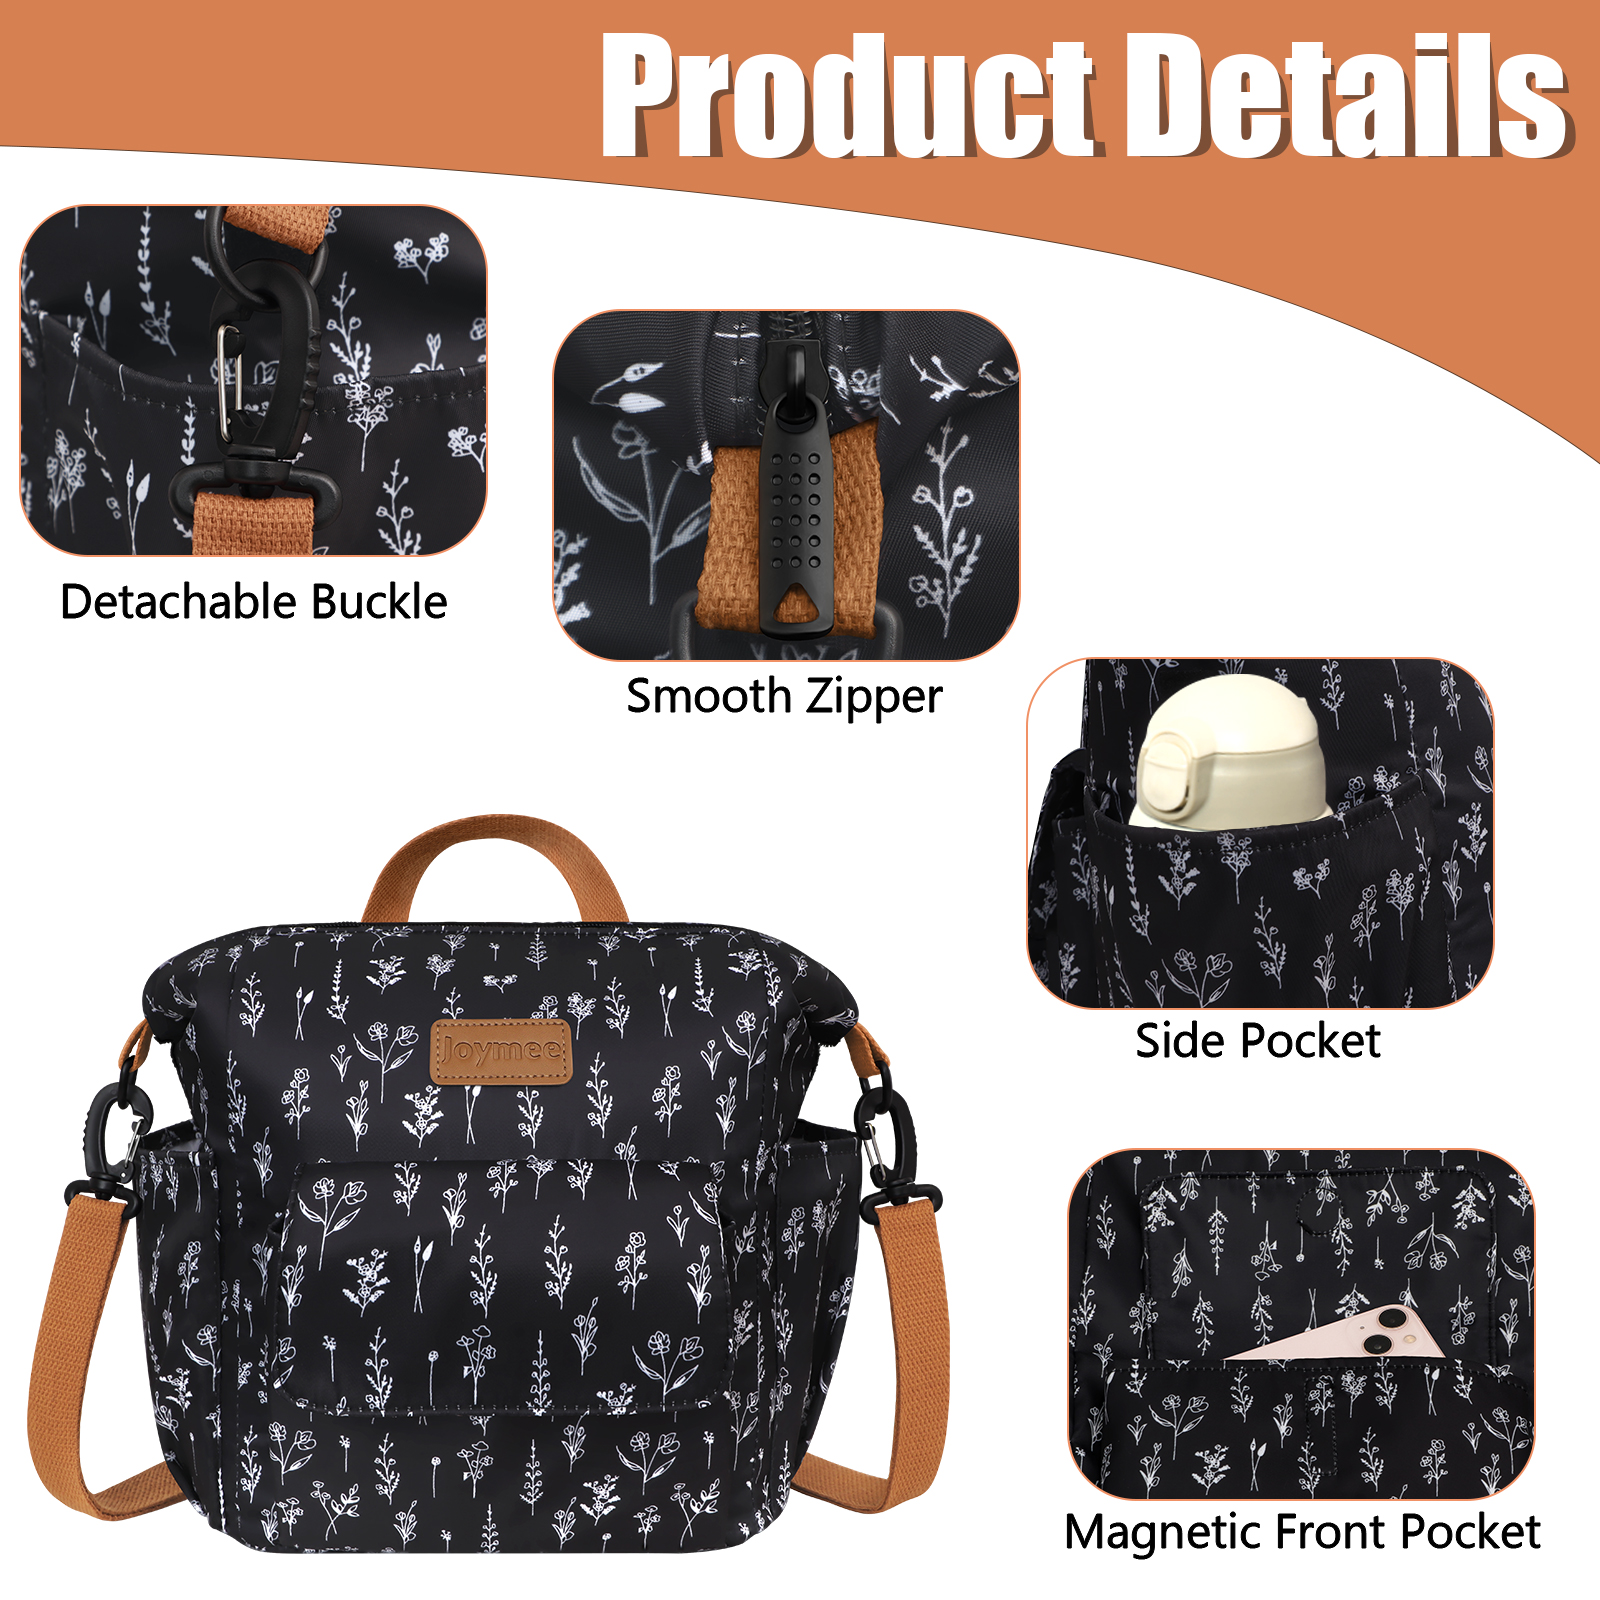 Product Details
Detachable Buckle
Smooth Zipper
Side Pocket
Joymee
Magnetic Front Pocket